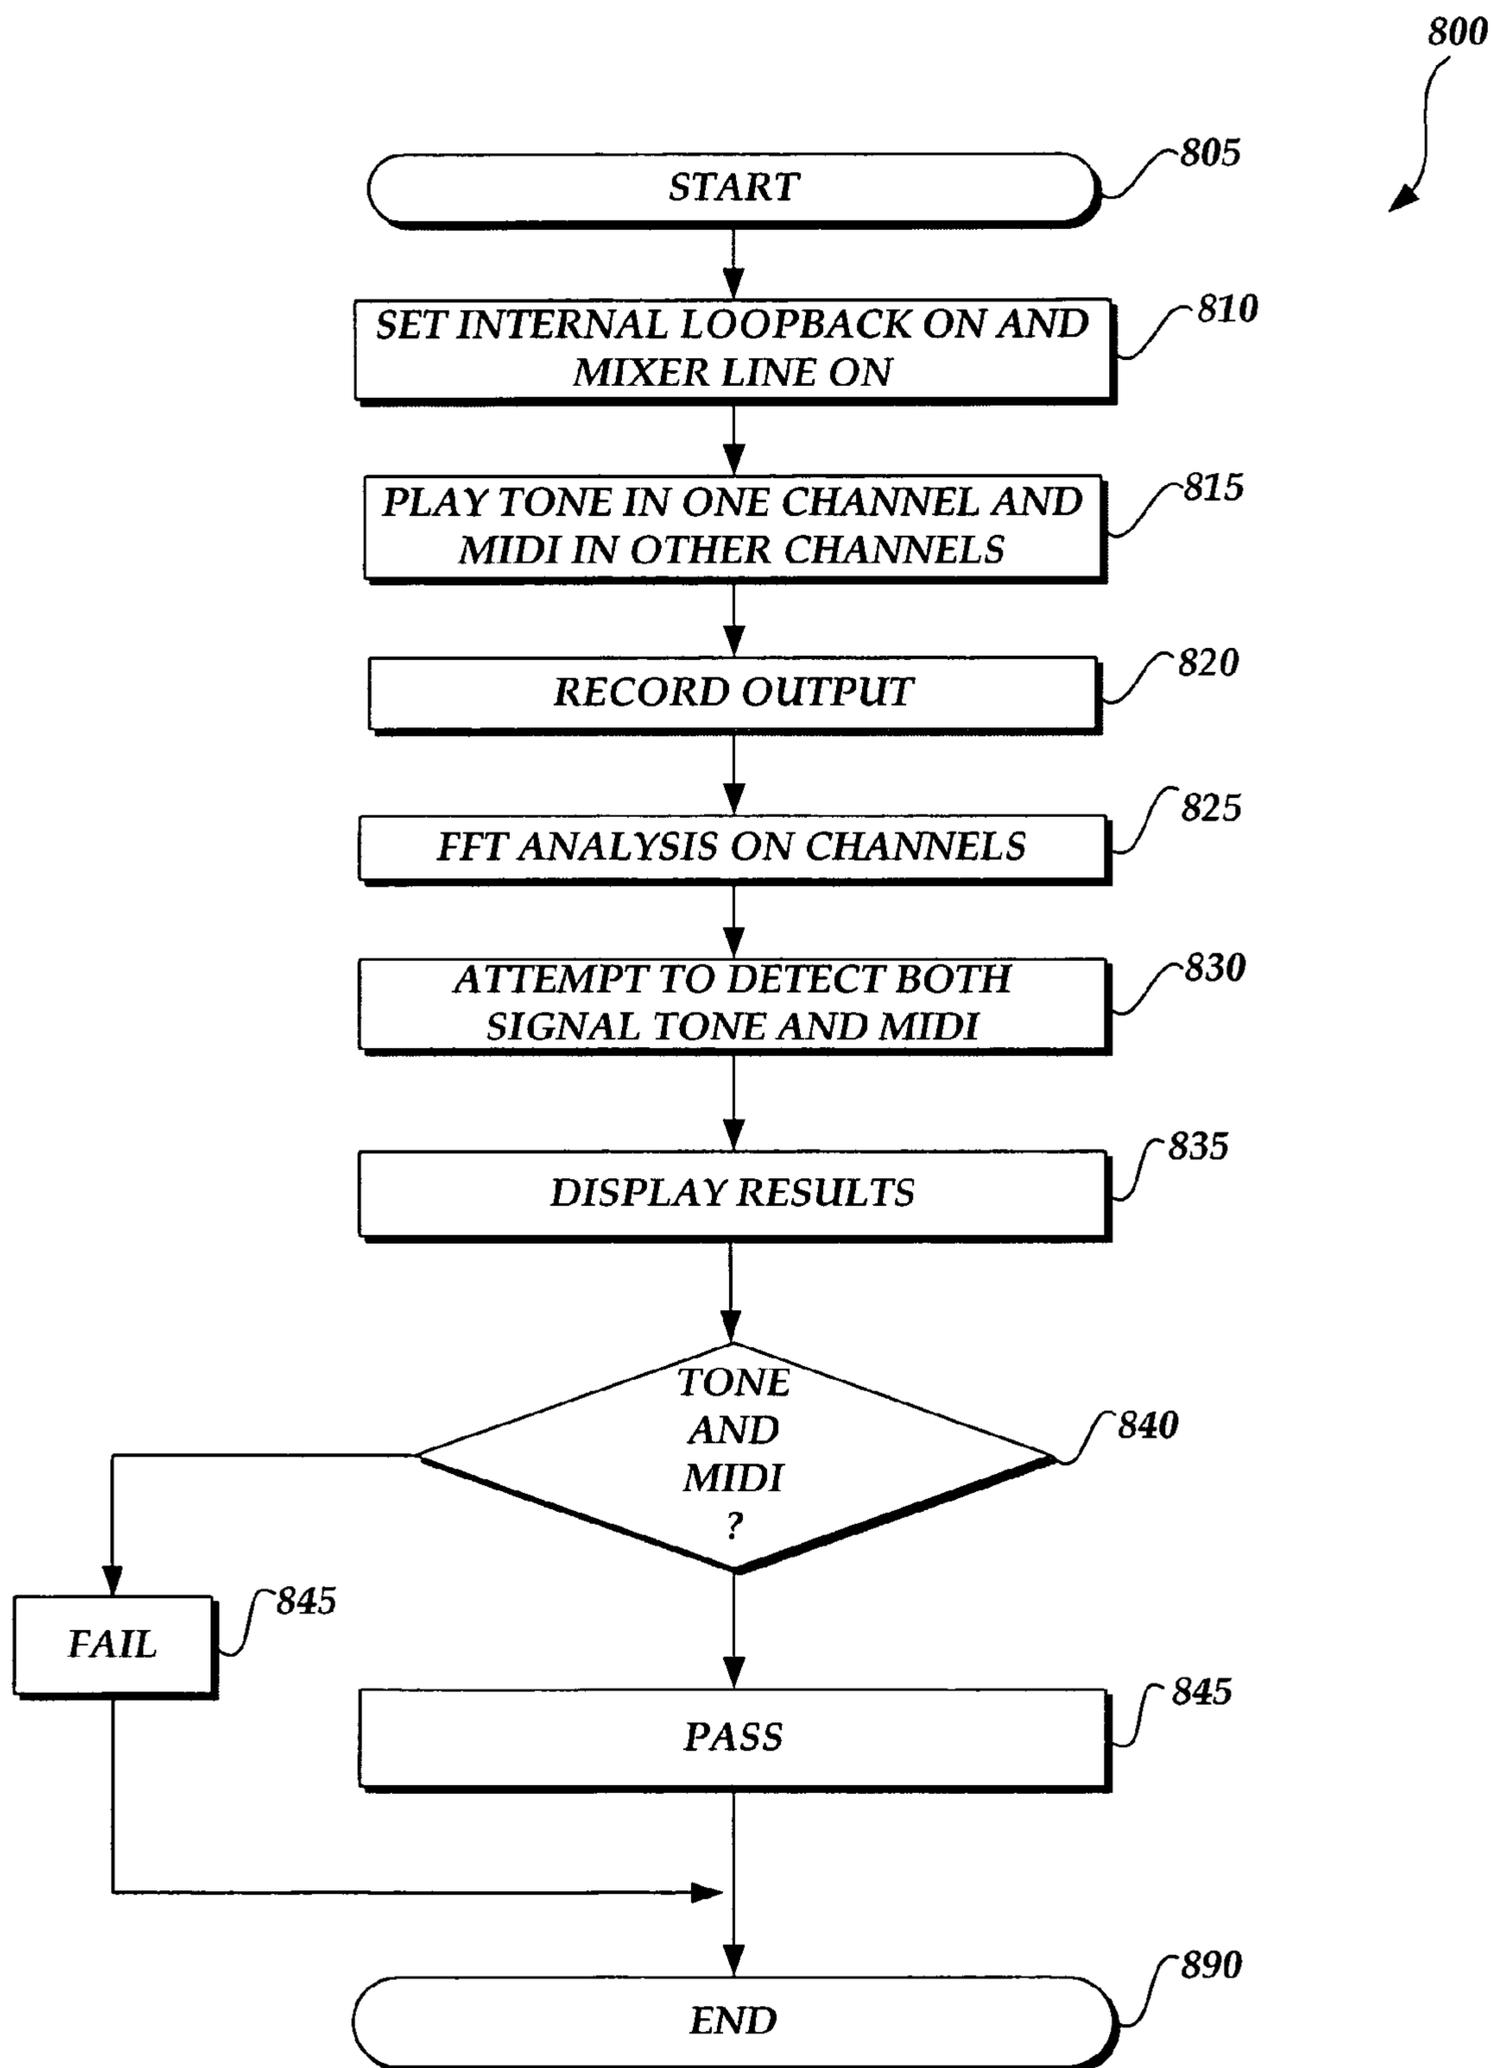 800
START
805
SET INTERNAL LOOPBACK ON AND
MIXER LINE ON
810
PLAY TONE IN ONE CHANNEL AND
MIDI IN OTHER CHANNELS
815
RECORD OUTPUT
820
FFT ANALYSIS ON CHANNELS
825
ATTEMPT TO DETECT BOTH
SIGNAL TONE AND MIDI
830
DISPLAY RESULTS
835
TONE
AND
MIDI
?
840
FAIL
845
PASS
845
END
890